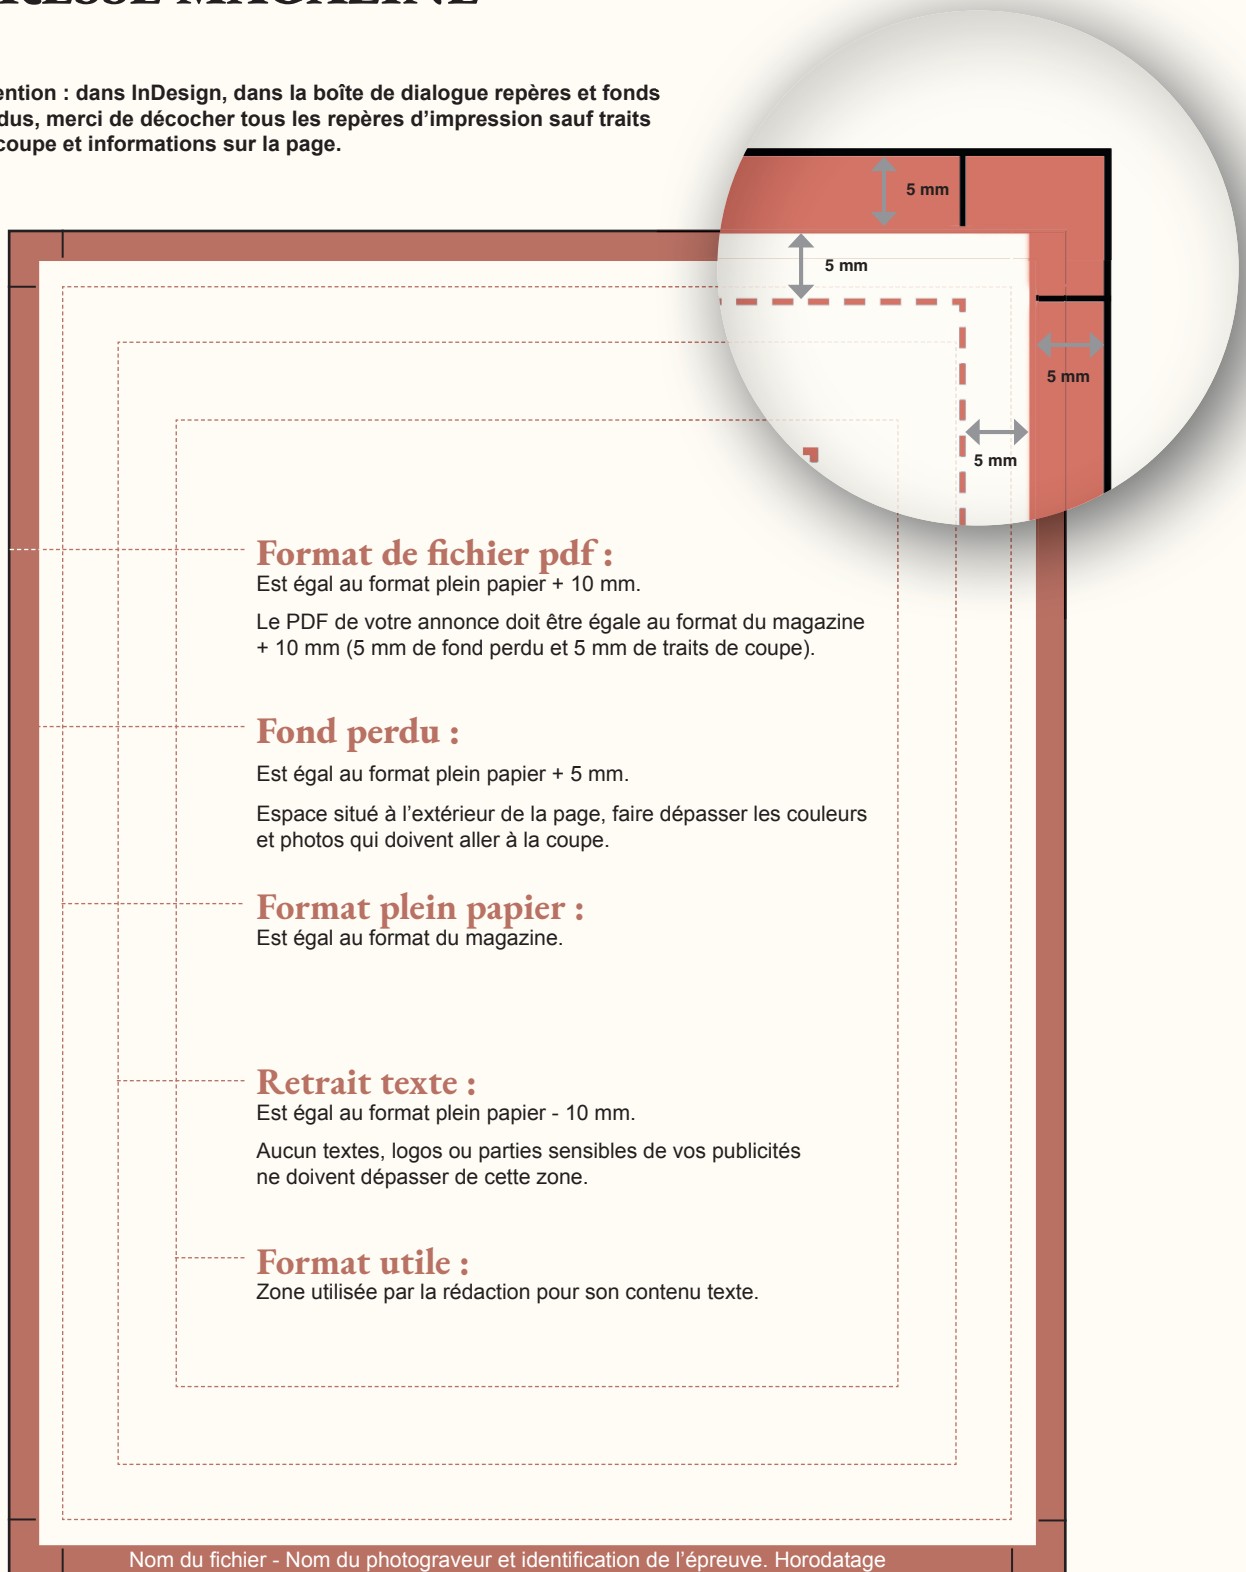 MAGAZINE
: dans InDesign, dans la boîte de dialogue repères et fonds
merci de décocher tous les repères d’impression sauf traits
coupe et informations sur la page.
5 mm
5 mm
5 mm
5 mm
Format de fichier pdf :
Est égal au format plein papier + 10 mm.
Le PDF de votre annonce doit être égale au format du magazine
+ 10 mm (5 mm de fond perdu et 5 mm de traits de coupe).
Fond perdu :
Est égal au format plein papier + 5 mm.
Espace situé à l’extérieur de la page, faire dépasser les couleurs
et photos qui doivent aller à la coupe.
Format plein papier :
Est égal au format du magazine.
Retrait texte :
Est égal au format plein papier - 10 mm.
Aucun textes, logos ou parties sensibles de vos publicités
ne doivent dépasser de cette zone.
Format utile :
Zone utilisée par la rédaction pour son contenu texte.
Nom du fichier - Nom du photograveur et identification de l’épreuve. Horodatage